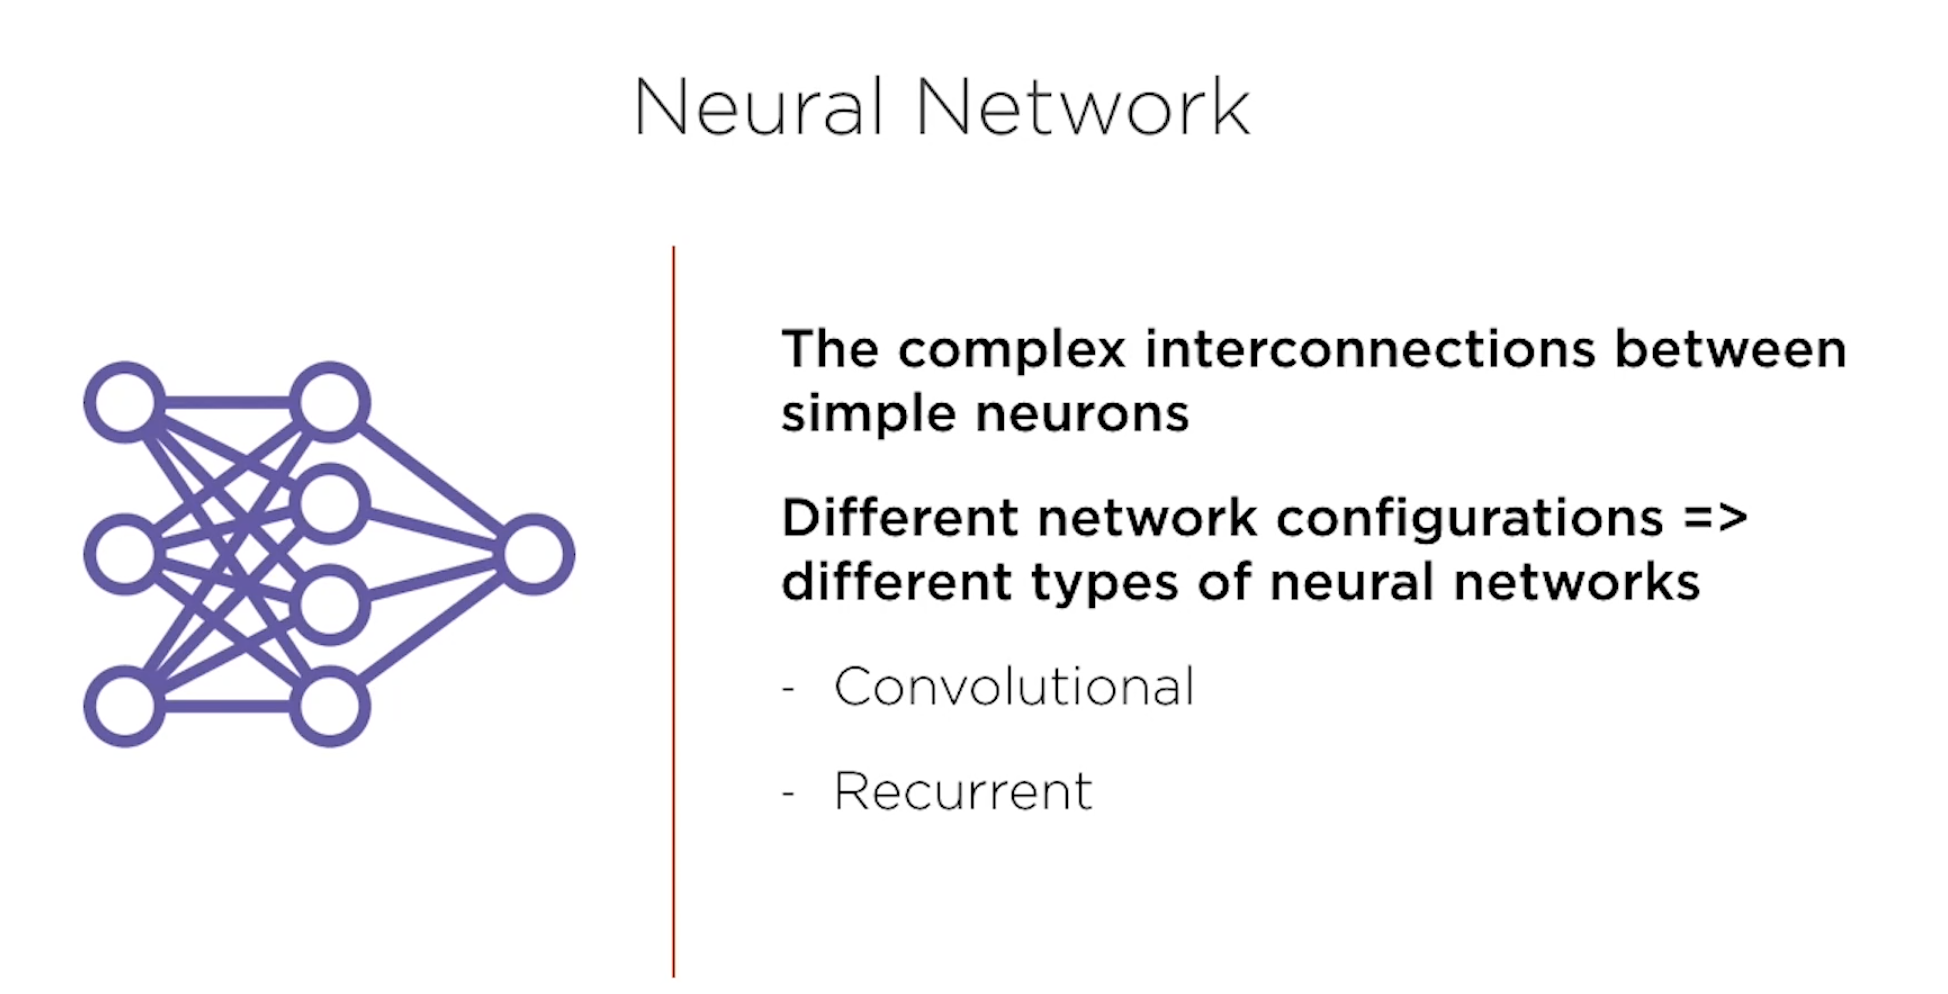 Neural Network
The complex interconnections between
simple neurons
Different network configurations =>
different types of neural networks
- Convolutional
- Recurrent